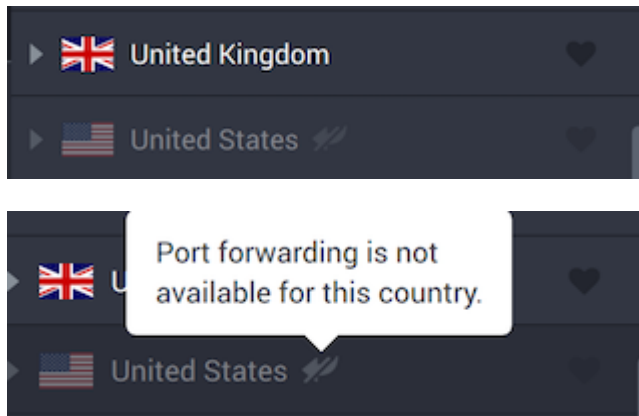 United Kingdom
United States
Port forwarding is not
available for this country.
U
United States